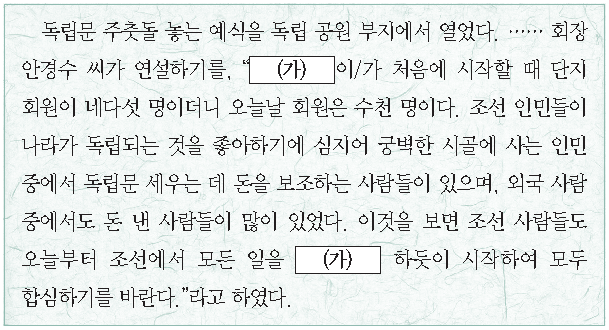 독립문 주춧돌 놓는 예식을 독립 공원 부지에서 열었다. …… 회장
안경수 씨가 연설하기를, “ (가) 이/가 처음에 시작할 때 단지
회원이 네다섯 명이더니 오늘날 회원은 수천 명이다. 조선 인민들이
나라가 독립되는 것을 좋아하기에 심지어 궁벽한 시골에 사는 인민
중에서 독립문 세우는 데 돈을 보조하는 사람들이 있으며, 외국 사람
중에서도 돈 낸 사람들이 많이 있었다. 이것을 보면 조선 사람들도
오늘부터 조선에서 모든 일을 (가) 하듯이 시작하여 모두
합심하기를 바란다.”라고 하였다.